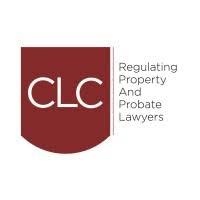 CLC
Regulating
Property
And
Probate
Lawyers